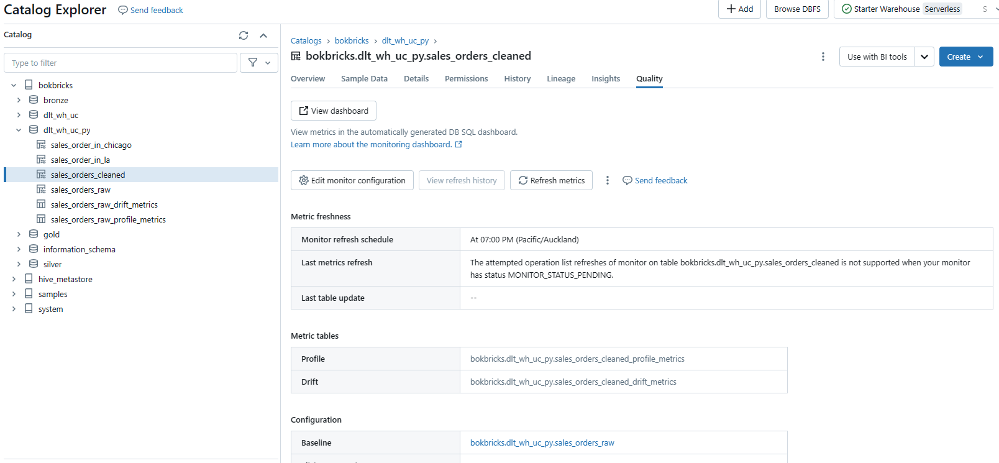 Catalog Explorer
Send feedback
Add
Browse DBFS
Starter Warehouse
Serverless
S
Catalog
Type to filter
bokbricks
bronze
dlt_wh_uc
dlt_wh_uc_py
sales_order_in_chicago
sales_order_in_la
sales_orders_cleaned
sales_orders_raw
sales_orders_raw_drift_metrics
sales_orders_raw_profile_metrics
gold
information_schema
silver
hive_metastore
samples
system
Catalogs > bokbricks > dlt_wh_uc_py >
bokbricks.dlt_wh_uc_py.sales_orders_cleaned
Use with BI tools
Create
Overview
Sample Data
Details
Permissions
History
Lineage
Insights
Quality
View dashboard
View metrics in the automatically generated DB SQL dashboard.
Learn more about the monitoring dashboard.
Edit monitor configuration
View refresh history
Refresh metrics
Send feedback
Metric freshness
Monitor refresh schedule
At 07:00 PM (Pacific/Auckland)
Last metrics refresh
The attempted operation list refreshes of monitor on table bokbricks.dlt_wh_uc_py.sales_orders_cleaned is not supported when your monitor
has status MONITOR_STATUS_PENDING.
Last table update
--
Metric tables
Profile
bokbricks.dlt_wh_uc_py.sales_orders_cleaned_profile_metrics
Drift
bokbricks.dlt_wh_uc_py.sales_orders_cleaned_drift_metrics
Configuration
Baseline
bokbricks.dlt_wh_uc_py.sales_orders_raw